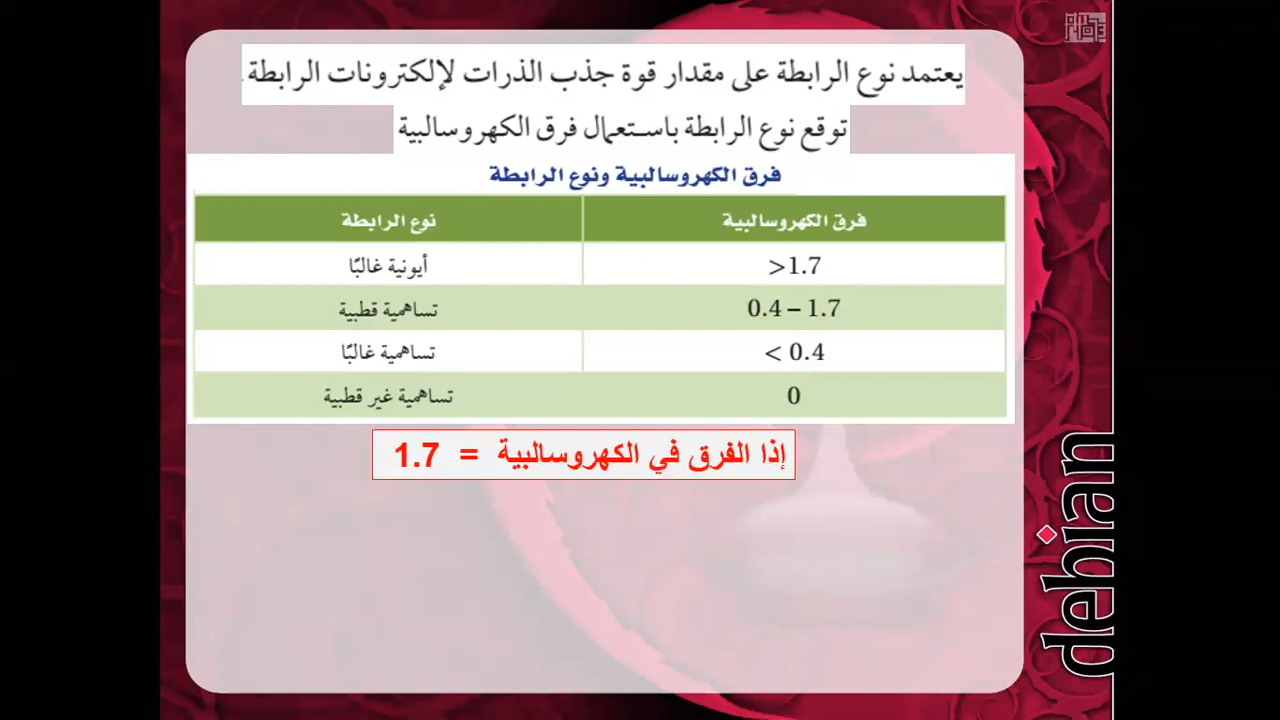 يعتمد نوع الرابطة على مقدار قوة جذب الذرات لإلكترونات الرابطة.
توقع نوع الرابطة باستعمال فرق الكهروسالبية
فرق الكهروسالبية ونوع الرابطة
فرق الكهروسالبية نوع الرابطة
>1.7 أيونية غالبًا
0.4 – 1.7 تساهمية قطبية
< 0.4 تساهمية غالبًا
0 تساهمية غير قطبية
إذا الفرق في الكهروسالبية = 1.7
debian